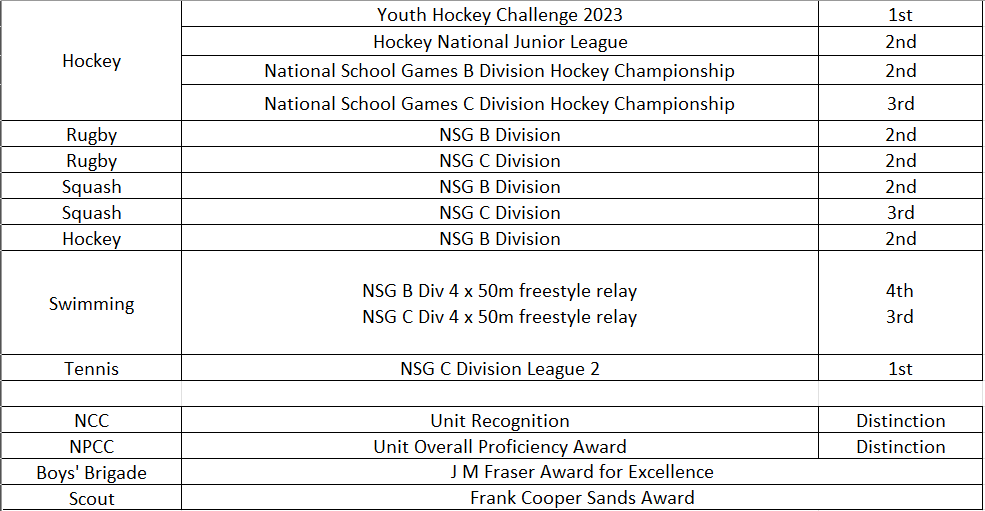 Hockey
Youth Hockey Challenge 2023 1st
Hockey National Junior League 2nd
National School Games B Division Hockey Championship 2nd
National School Games C Division Hockey Championship 3rd
Rugby NSG B Division 2nd
Rugby NSG C Division 2nd
Squash NSG B Division 2nd
Squash NSG C Division 3rd
Hockey NSG B Division 2nd
Swimming
NSG B Div 4 x 50m freestyle relay 4th
NSG C Div 4 x 50m freestyle relay 3rd
Tennis NSG C Division League 2 1st
NCC Unit Recognition Distinction
NPCC Unit Overall Proficiency Award Distinction
Boys' Brigade J M Fraser Award for Excellence
Scout Frank Cooper Sands Award